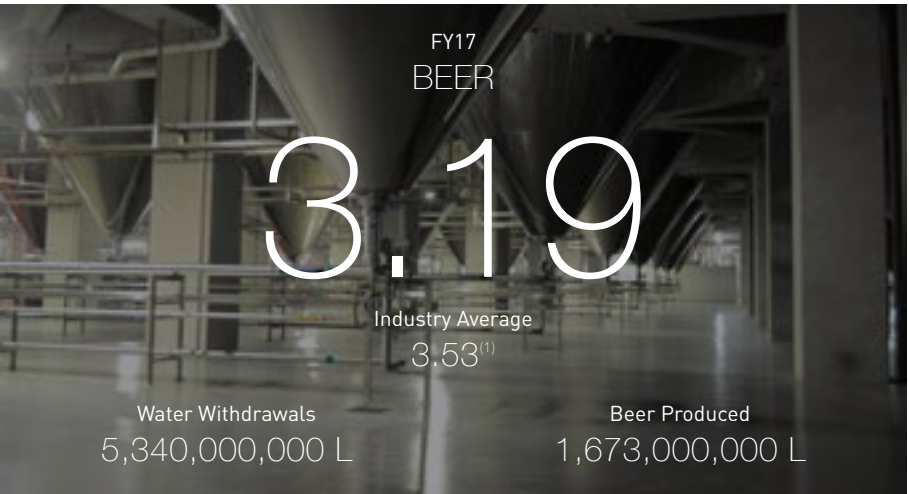 FY17
BEER
3.19
Industry Average
3.53(1)
Water Withdrawals
5,340,000,000 L
Beer Produced
1,673,000,000 L